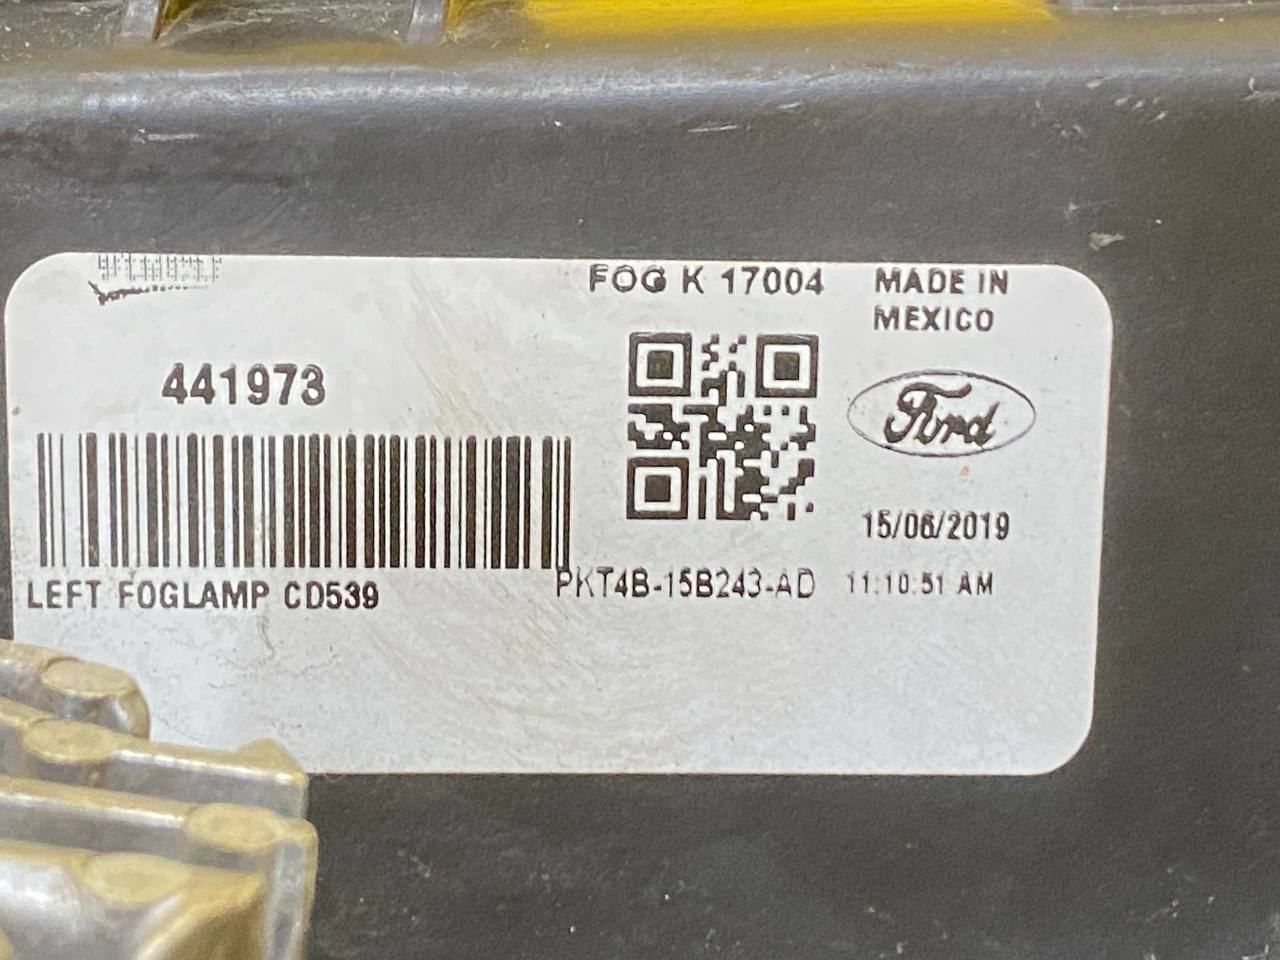 FOG K 17004
MADE IN
MEXICO
441973
Ford
15/06/2019
LEFT FOGLAMP CD539
PKT4B-15B243-AD
11:10:51 AM